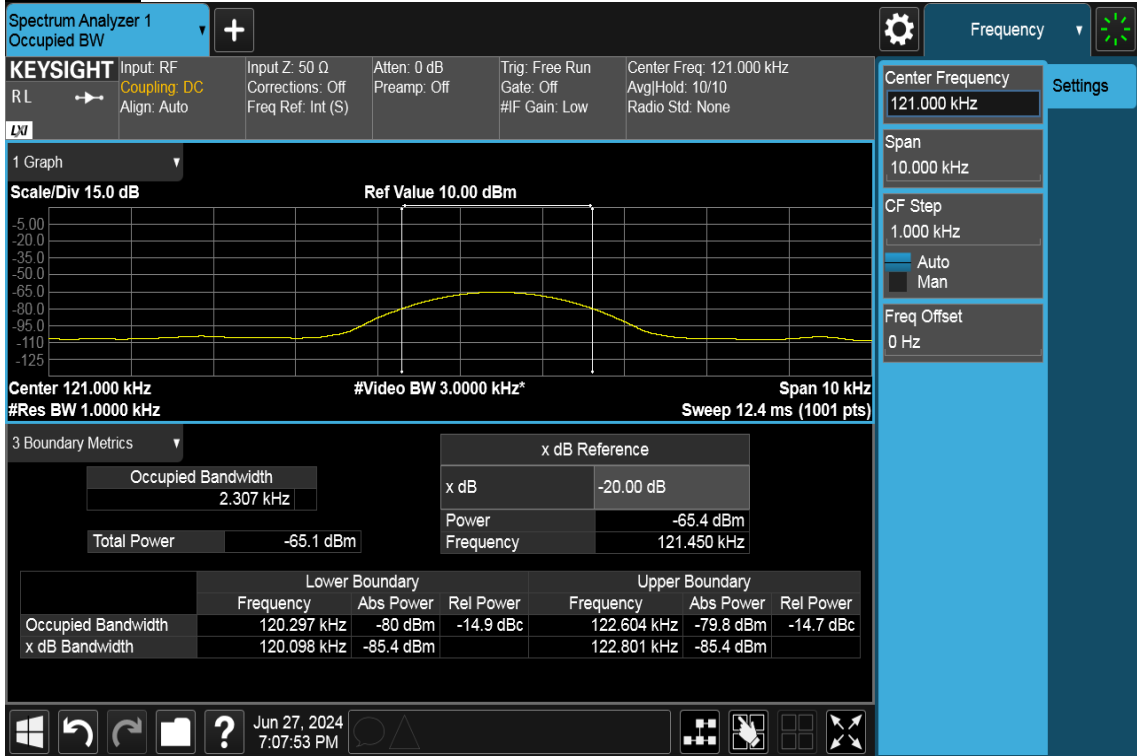 Spectrum Analyzer 1
Occupied BW
+
Frequency
KEYSIGHT
R L
LXI
Input: RF
Coupling: DC
Align: Auto
Input Z: 50 Ω
Corrections: Off
Freq Ref: Int (S)
Atten: 0 dB
Preamp: Off
Trig: Free Run
Gate: Off
#IF Gain: Low
Center Freq: 121.000 kHz
Avg|Hold: 10/10
Radio Std: None
Center Frequency
121.000 kHz
Settings
Span
10.000 kHz
CF Step
1.000 kHz
Auto
Man
Freq Offset
0 Hz
1 Graph
Scale/Div 15.0 dB
Ref Value 10.00 dBm
-5.00
-20.0
-35.0
-50.0
-65.0
-80.0
-95.0
-110
-125
Center 121.000 kHz
#Video BW 3.0000 kHz*
Span 10 kHz
#Res BW 1.0000 kHz
Sweep 12.4 ms (1001 pts)
3 Boundary Metrics
Occupied Bandwidth
2.307 kHz
Total Power -65.1 dBm
x dB Reference
x dB -20.00 dB
Power -65.4 dBm
Frequency 121.450 kHz
Lower Boundary Upper Boundary
Frequency Abs Power Rel Power Frequency Abs Power Rel Power
Occupied Bandwidth 120.297 kHz -80 dBm -14.9 dBc 122.604 kHz -79.8 dBm -14.7 dBc
x dB Bandwidth 120.098 kHz -85.4 dBm 122.801 kHz -85.4 dBm
?
Jun 27, 2024
7:07:53 PM